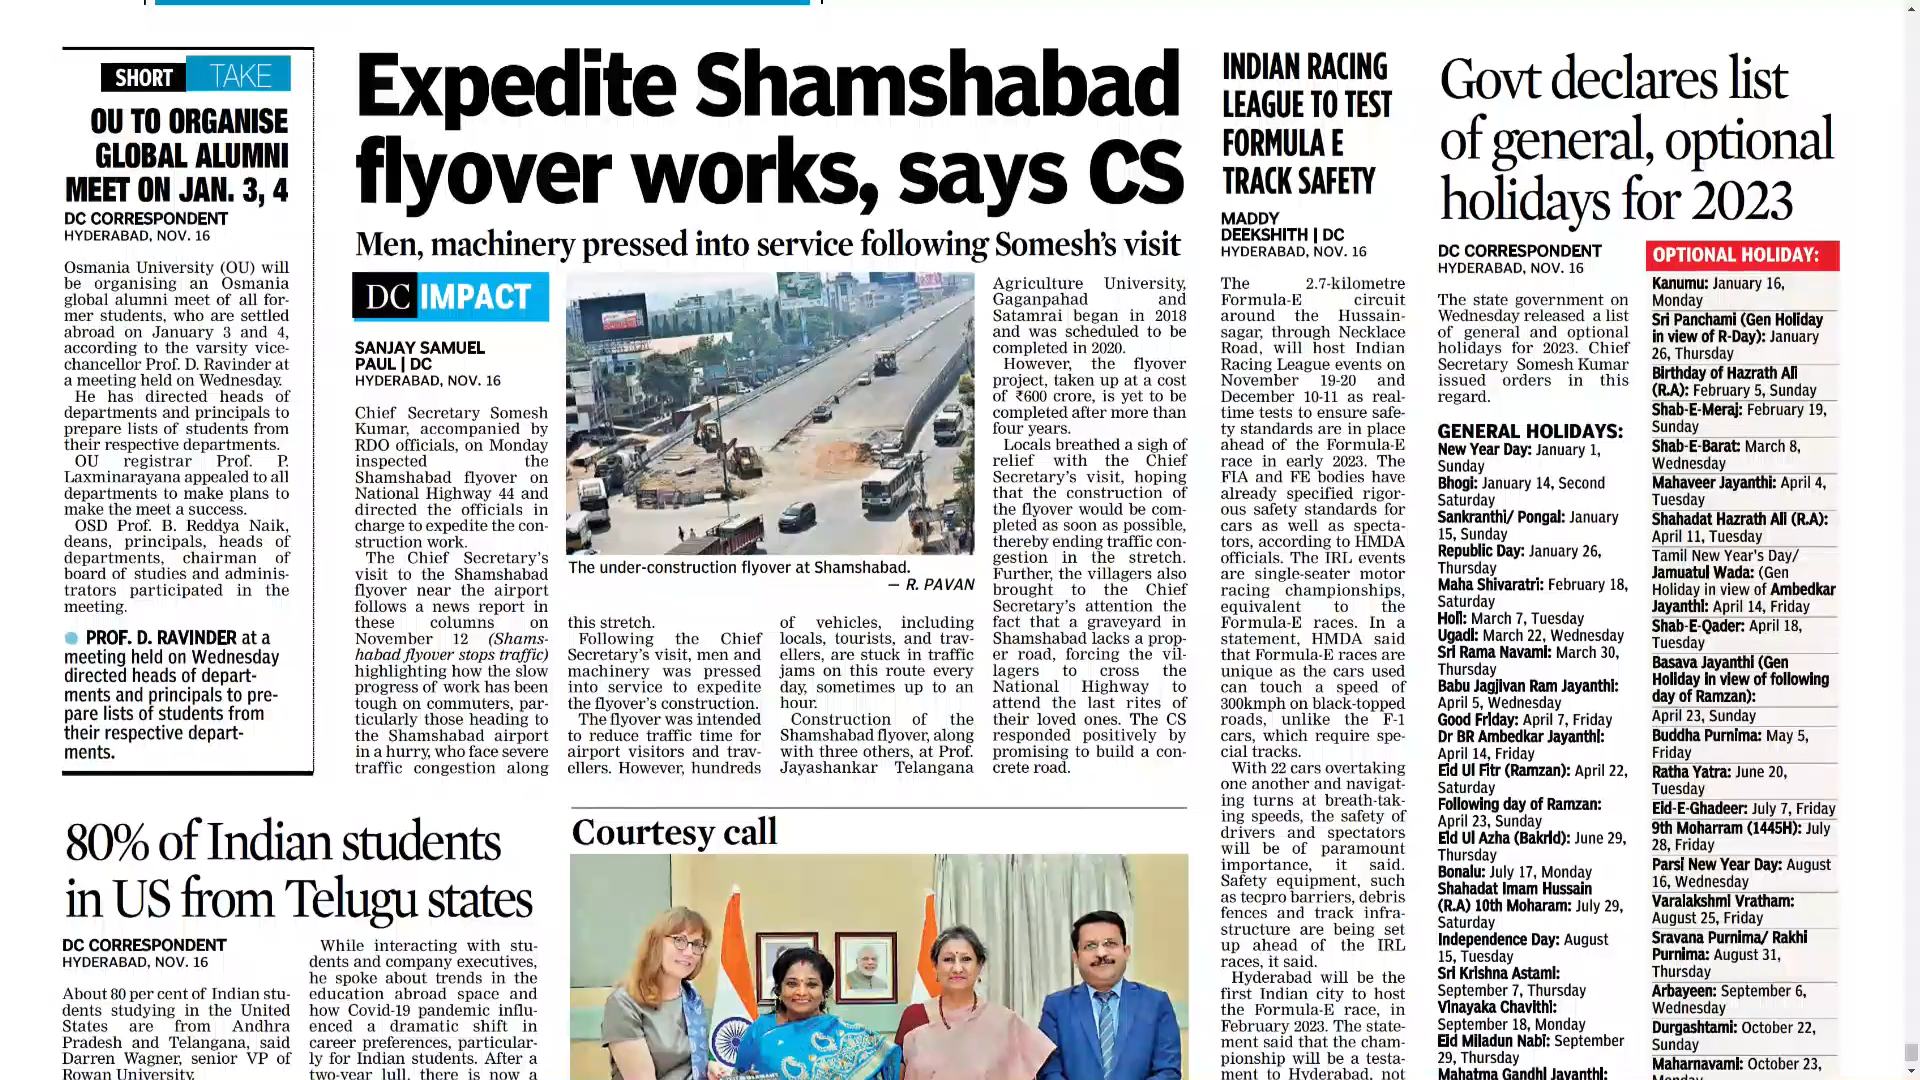 SHORT TAKE
OU TO ORGANISE
GLOBAL ALUMNI
MEET ON JAN. 3, 4
DC CORRESPONDENT
HYDERABAD, NOV. 16
Osmania University (OU) will
be organising an Osmania
global alumni meet of all for-
mer students, who are settled
abroad on January 3 and 4,
according to the varsity vice-
chancellor Prof. D. Ravinder at
a meeting held on Wednesday.
He has directed heads of
departments and principals to
prepare lists of students from
their respective departments.
OU registrar Prof. P.
Laxminarayana appealed to all
departments to make plans to
make the meet a success.
OSD Prof. B. Reddya Naik,
deans, principals, heads of
departments, chairman of
board of studies and adminis-
trators participated in the
meeting.
PROF. D. RAVINDER at a
meeting held on Wednesday
directed heads of depart-
ments and principals to pre-
pare lists of students from
their respective depart-
ments.
Expedite Shamshabad
flyover works, says CS
Men, machinery pressed into service following Somesh's visit
DC IMPACT
SANJAY SAMUEL
PAUL | DC
HYDERABAD, NOV. 16
Chief Secretary Somesh
Kumar, accompanied by
RDO officials, on Monday
inspected the
Shamshabad flyover on
National Highway 44 and
directed the officials in
charge to expedite the con-
struction work.
The Chief Secretary's
visit to the Shamshabad
flyover near the airport
follows a news report in
these columns on
November 12 (Shams-
habad flyover stops traffic)
highlighting how the slow
progress of work has been
tough on commuters, par-
ticularly those heading to
the Shamshabad airport
in a hurry, who face severe
traffic congestion along
The under-construction flyover at Shamshabad.
— R. PAVAN
this stretch.
Following the Chief
Secretary's visit, men and
machinery was pressed
into service to expedite
the flyover's construction.
The flyover was intended
to reduce traffic time for
airport visitors and trav-
ellers. However, hundreds
of vehicles, including
locals, tourists, and trav-
ellers, are stuck in traffic
jams on this route every
day, sometimes up to an
hour.
Construction of the
Shamshabad flyover, along
with three others, at Prof.
Jayashankar Telangana
Agriculture University,
Gaganpahad and
Satamrai began in 2018
and was scheduled to be
completed in 2020.
However, the flyover
project, taken up at a cost
of ₹600 crore, is yet to be
completed after more than
four years.
Locals breathed a sigh of
relief with the Chief
Secretary's visit, hoping
that the construction of
the flyover would be com-
pleted as soon as possible,
thereby ending traffic con-
gestion in the stretch.
Further, the villagers also
brought to the Chief
Secretary's attention the
fact that a graveyard in
Shamshabad lacks a prop-
er road, forcing the vil-
lagers to cross the
National Highway to
attend the last rites of
their loved ones. The CS
responded positively by
promising to build a con-
crete road.
INDIAN RACING
LEAGUE TO TEST
FORMULA E
TRACK SAFETY
MADDY
DEEKSHITH | DC
HYDERABAD, NOV. 16
The 2.7-kilometre
Formula-E circuit
around the Hussain-
sagar, through Necklace
Road, will host Indian
Racing League events on
November 19-20 and
December 10-11 as real-
time tests to ensure safe-
ty standards are in place
ahead of the Formula-E
race in early 2023. The
FIA and FE bodies have
already specified rigor-
ous safety standards for
cars as well as specta-
tors, according to HMDA
officials. The IRL events
are single-seater motor
racing championships,
equivalent to the
Formula-E races. In a
statement, HMDA said
that Formula-E races are
unique as the cars used
can touch a speed of
300kmph on black-topped
roads, unlike the F-1
cars, which require spe-
cial tracks.
With 22 cars overtaking
one another and navigat-
ing turns at breath-tak-
ing speeds, the safety of
drivers and spectators
will be of paramount
importance, it said.
Safety equipment, such
as tecpro barriers, debris
fences and track infra-
structure are being set
up ahead of the IRL
races, it said.
Hyderabad will be the
first Indian city to host
the Formula-E race, in
February 2023. The state-
ment said that the cham-
pionship will be a testa-
ment to Hyderabad, not
Govt declares list
of general, optional
holidays for 2023
DC CORRESPONDENT
HYDERABAD, NOV. 16
The state government on
Wednesday released a list
of general and optional
holidays for 2023. Chief
Secretary Somesh Kumar
issued orders in this
regard.
GENERAL HOLIDAYS:
New Year Day: January 1,
Sunday
Bhogi: January 14, Second
Saturday
Sankranthi/ Pongal: January
15, Sunday
Republic Day: January 26,
Thursday
Maha Shivaratri: February 18,
Saturday
Holi: March 7, Tuesday
Ugadi: March 22, Wednesday
Sri Rama Navami: March 30,
Thursday
Babu Jagjivan Ram Jayanthi:
April 5, Wednesday
Good Friday: April 7, Friday
Dr BR Ambedkar Jayanthi:
April 14, Friday
Eid Ul Fitr (Ramzan): April 22,
Saturday
Following day of Ramzan:
April 23, Sunday
Eid Ul Azha (Bakrid): June 29,
Thursday
Bonalu: July 17, Monday
Shahadat Imam Hussain
(R.A) 10th Moharam: July 29,
Saturday
Independence Day: August
15, Tuesday
Sri Krishna Astami:
September 7, Thursday
Vinayaka Chavithi:
September 18, Monday
Eid Miladun Nabi: September
29, Thursday
Mahatma Gandhi Jayanthi:
OPTIONAL HOLIDAY:
Kanumu: January 16,
Monday
Sri Panchami (Gen Holiday
in view of R-Day): January
26, Thursday
Birthday of Hazrath Ali
(R.A): February 5, Sunday
Shab-E-Meraj: February 19,
Sunday
Shab-E-Barat: March 8,
Wednesday
Mahaveer Jayanthi: April 4,
Tuesday
Shahadat Hazrath Ali (R.A):
April 11, Tuesday
Tamil New Year's Day/
Jamuatul Wada: (Gen
Holiday in view of Ambedkar
Jayanthi: April 14, Friday
Shab-E-Qader: April 18,
Tuesday
Basava Jayanthi (Gen
Holiday in view of following
day of Ramzan):
April 23, Sunday
Buddha Purnima: May 5,
Friday
Ratha Yatra: June 20,
Tuesday
Eid-E-Ghadeer: July 7, Friday
9th Moharram (1445H): July
28, Friday
Parsi New Year Day: August
16, Wednesday
Varalakshmi Vratham:
August 25, Friday
Sravana Purnima/ Rakhi
Purnima: August 31,
Thursday
Arbayeen: September 6,
Wednesday
Durgashtami: October 22,
Sunday
Maharnavami: October 23,
Monday
80% of Indian students
in US from Telugu states
DC CORRESPONDENT
HYDERABAD, NOV. 16
About 80 per cent of Indian stu-
dents studying in the United
States are from Andhra
Pradesh and Telangana, said
Darren Wagner, senior VP of
Rowan University.
While interacting with stu-
dents and company executives,
he spoke about trends in the
education abroad space and
how Covid-19 pandemic influ-
enced a dramatic shift in
career preferences, particular-
ly for Indian students. After a
two-year lull, there is now a
Courtesy call